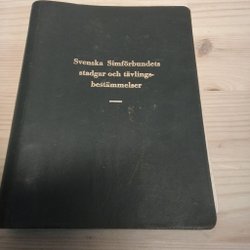 Svenska Simförbundets
stadgar och tävlings-
bestämmelser